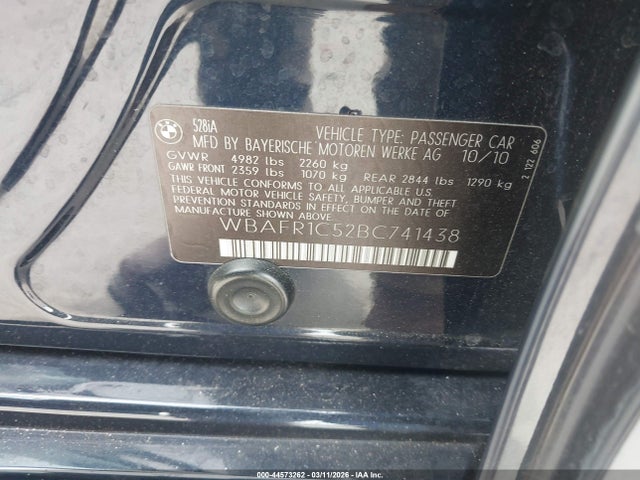 528iA
VEHICLE TYPE: PASSENGER CAR
MFD BY BAYERISCHE MOTOREN WERKE AG 10/10
GVWR 4982 lbs 2260 kg
GAWR FRONT 2359 lbs 1070 kg REAR 2844 lbs 1290 kg
THIS VEHICLE CONFORMS TO ALL APPLICABLE U.S.
FEDERAL MOTOR VEHICLE SAFETY, BUMPER AND THEFT
PREVENTION STANDARDS IN EFFECT ON THE DATE OF
MANUFACTURE SHOWN ABOVE.
WBAFR1C52BC741438
2 122 606
000-44573262 - 03/11/2026 - IAA Inc.